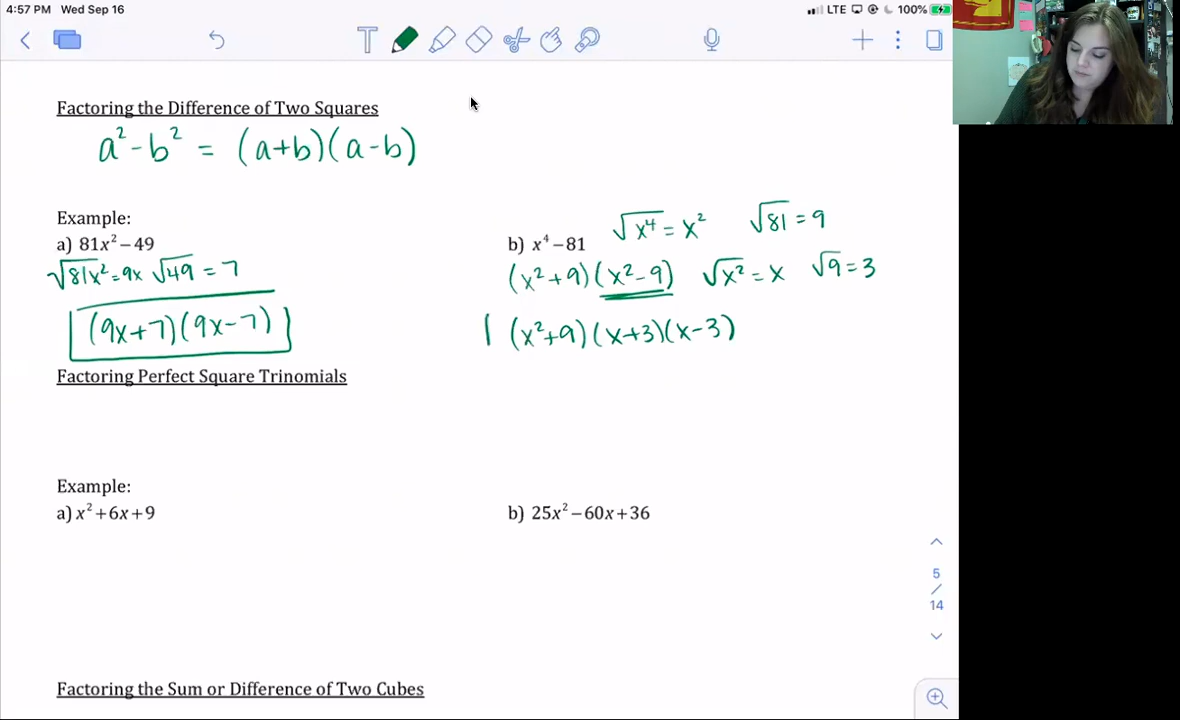 4:57 PM Wed Sep 16
LTE 100%
Factoring the Difference of Two Squares
a² - b² = (a+b)(a-b)
Example:
a) 81x² – 49
√81x² = 9x √49 = 7
(9x+7)(9x-7)
b) x⁴ – 81
√x⁴ = x² √81 = 9
(x²+9)(x²-9) √x² = x √9 = 3
(x²+9)(x+3)(x-3)
Factoring Perfect Square Trinomials
Example:
a) x² + 6x + 9
b) 25x² – 60x + 36
5
/
14
Factoring the Sum or Difference of Two Cubes